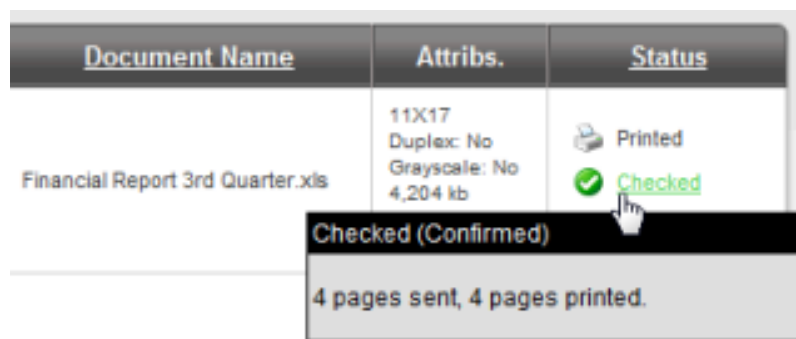 Document Name
Attribs.
Status
Financial Report 3rd Quarter.xls
11X17
Duplex: No
Grayscale: No
4,204 kb
Printed
Checked
Checked (Confirmed)
4 pages sent, 4 pages printed.